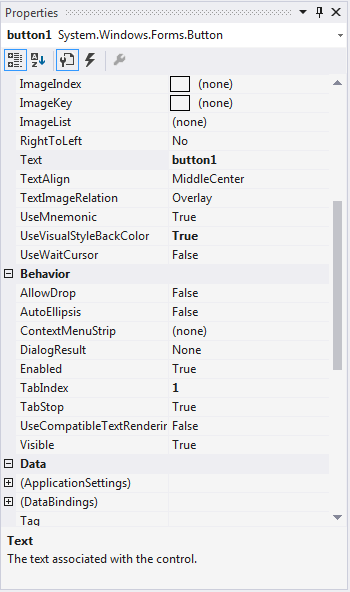 Properties
button1 System.Windows.Forms.Button
ImageIndex (none)
ImageKey (none)
ImageList (none)
RightToLeft No
Text button1
TextAlign MiddleCenter
TextImageRelation Overlay
UseMnemonic True
UseVisualStyleBackColor True
UseWaitCursor False
Behavior
AllowDrop False
AutoEllipsis False
ContextMenuStrip (none)
DialogResult None
Enabled True
TabIndex 1
TabStop True
UseCompatibleTextRenderin False
Visible True
Data
(ApplicationSettings)
(DataBindings)
Tag
Text
The text associated with the control.